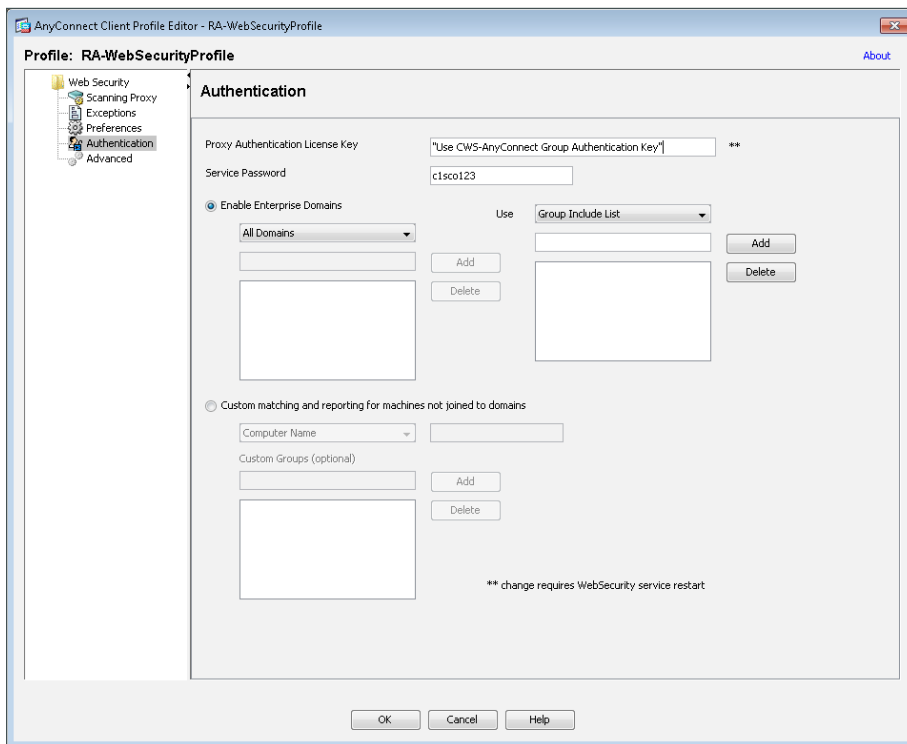 AnyConnect Client Profile Editor - RA-WebSecurityProfile
Profile: RA-WebSecurityProfile
About
Web Security
Scanning Proxy
Exceptions
Preferences
Authentication
Advanced
Authentication
Proxy Authentication License Key "Use CWS-AnyConnect Group Authentication Key" **
Service Password c1sco123
Enable Enterprise Domains
Use Group Include List
All Domains
Add Add
Delete Delete
Custom matching and reporting for machines not joined to domains
Computer Name
Custom Groups (optional)
Add
Delete
** change requires WebSecurity service restart
OK Cancel Help